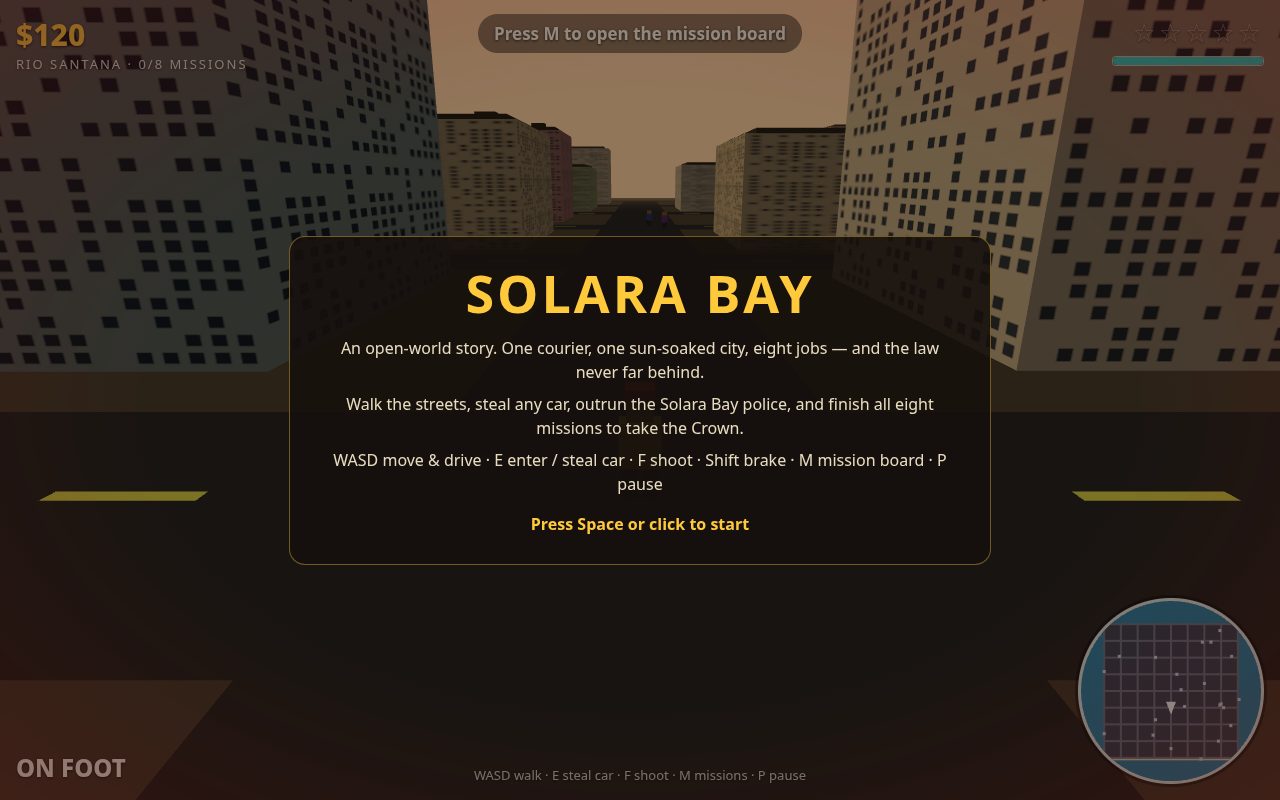 $120
RIO SANTANA · 0/8 MISSIONS
Press M to open the mission board
☆☆☆☆☆
SOLARA BAY
An open-world story. One courier, one sun-soaked city, eight jobs — and the law
never far behind.
Walk the streets, steal any car, outrun the Solara Bay police, and finish all eight
missions to take the Crown.
WASD move & drive · E enter / steal car · F shoot · Shift brake · M mission board · P
pause
Press Space or click to start
ON FOOT
WASD walk · E steal car · F shoot · M missions · P pause